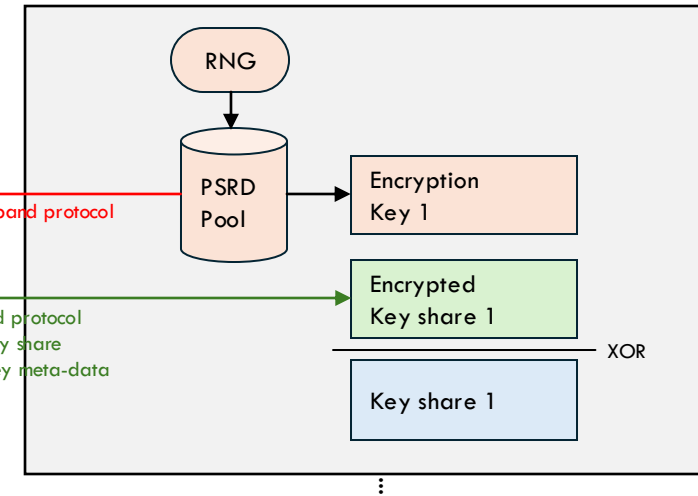 RNG
PSRD
Pool
Encryption
Key 1
protocol
Encrypted
Key share 1
protocol
share
meta-data
XOR
Key share 1